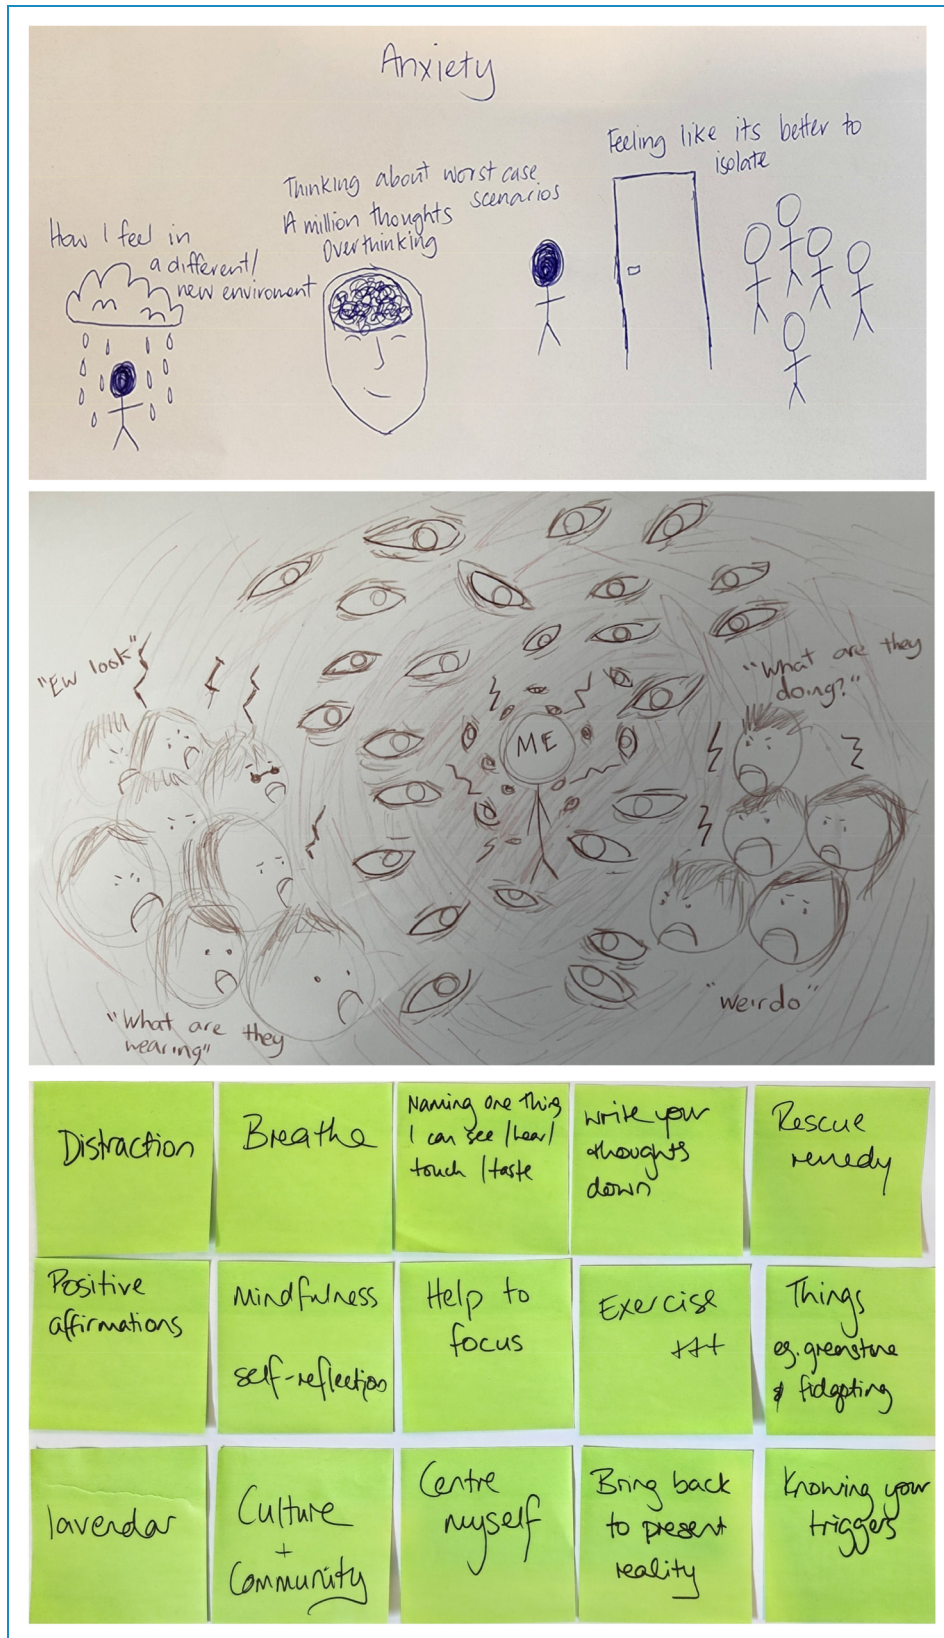 Anxiety
How I feel in
a different/
new enviroment
Thinking about worst case
scenarios
A million thoughts
Overthinking
Feeling like its better to
isolate
"Ew look"
"What are they
doing?"
ME
"What are they
wearing"
"weirdo"
Distraction
Breathe
Naming one thing
I can see /hear/
touch /taste
Write your
thoughts
down
Rescue
remedy
Positive
affirmations
Mindfulness
self-reflection
Help to
focus
Exercise
+++
Things
eg. greenstone
& fidgeting
lavendar
Culture
+
Community
Centre
myself
Bring back
to present
reality
Knowing your
triggers